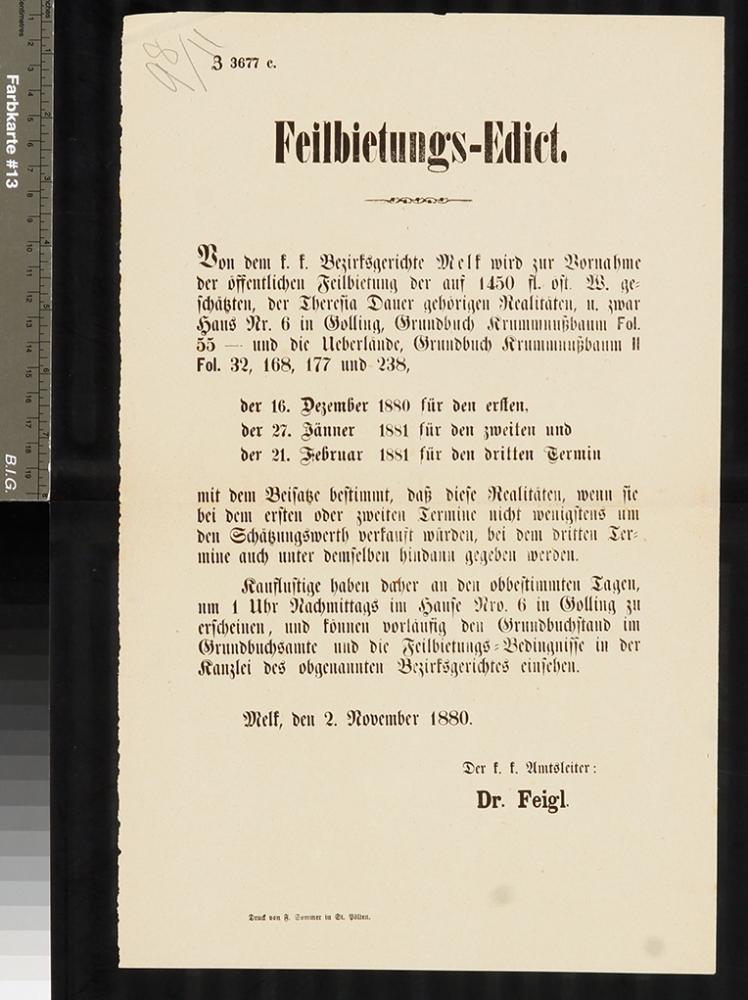 98/11
Z 3677 c.
Feilbietungs-Edict.
Von dem k. k. Bezirksgerichte Melk wird zur Vornahme
der öffentlichen Feilbietung der auf 1450 fl. öst. W. ge-
schätzten, der Theresia Dauer gehörigen Realitäten, u. zwar
Haus Nr. 6 in Golling, Grundbuch Krummnußbaum Fol.
55 — und die Ueberlände, Grundbuch Krummnußbaum II
Fol. 32, 168, 177 und 238,
der 16. Dezember 1880 für den ersten,
der 27. Jänner 1881 für den zweiten und
der 21. Februar 1881 für den dritten Termin
mit dem Beisatze bestimmt, daß diese Realitäten, wenn sie
bei dem ersten oder zweiten Termine nicht wenigstens um
den Schätzungswerth verkauft würden, bei dem dritten Ter-
mine auch unter demselben hindann gegeben werden.
Kauflustige haben daher an den obbestimmten Tagen,
um 1 Uhr Nachmittags im Hause Nro. 6 in Golling zu
erscheinen, und können vorläufig den Grundbuchstand im
Grundbuchsamte und die Feilbietungs-Bedingnisse in der
Kanzlei des obgenannten Bezirksgerichtes einsehen.
Melk, den 2. November 1880.
Der k. k. Amtsleiter:
Dr. Feigl.
Druck von F. Sommer in St. Pölten.
Farbkarte #13
B.I.G.